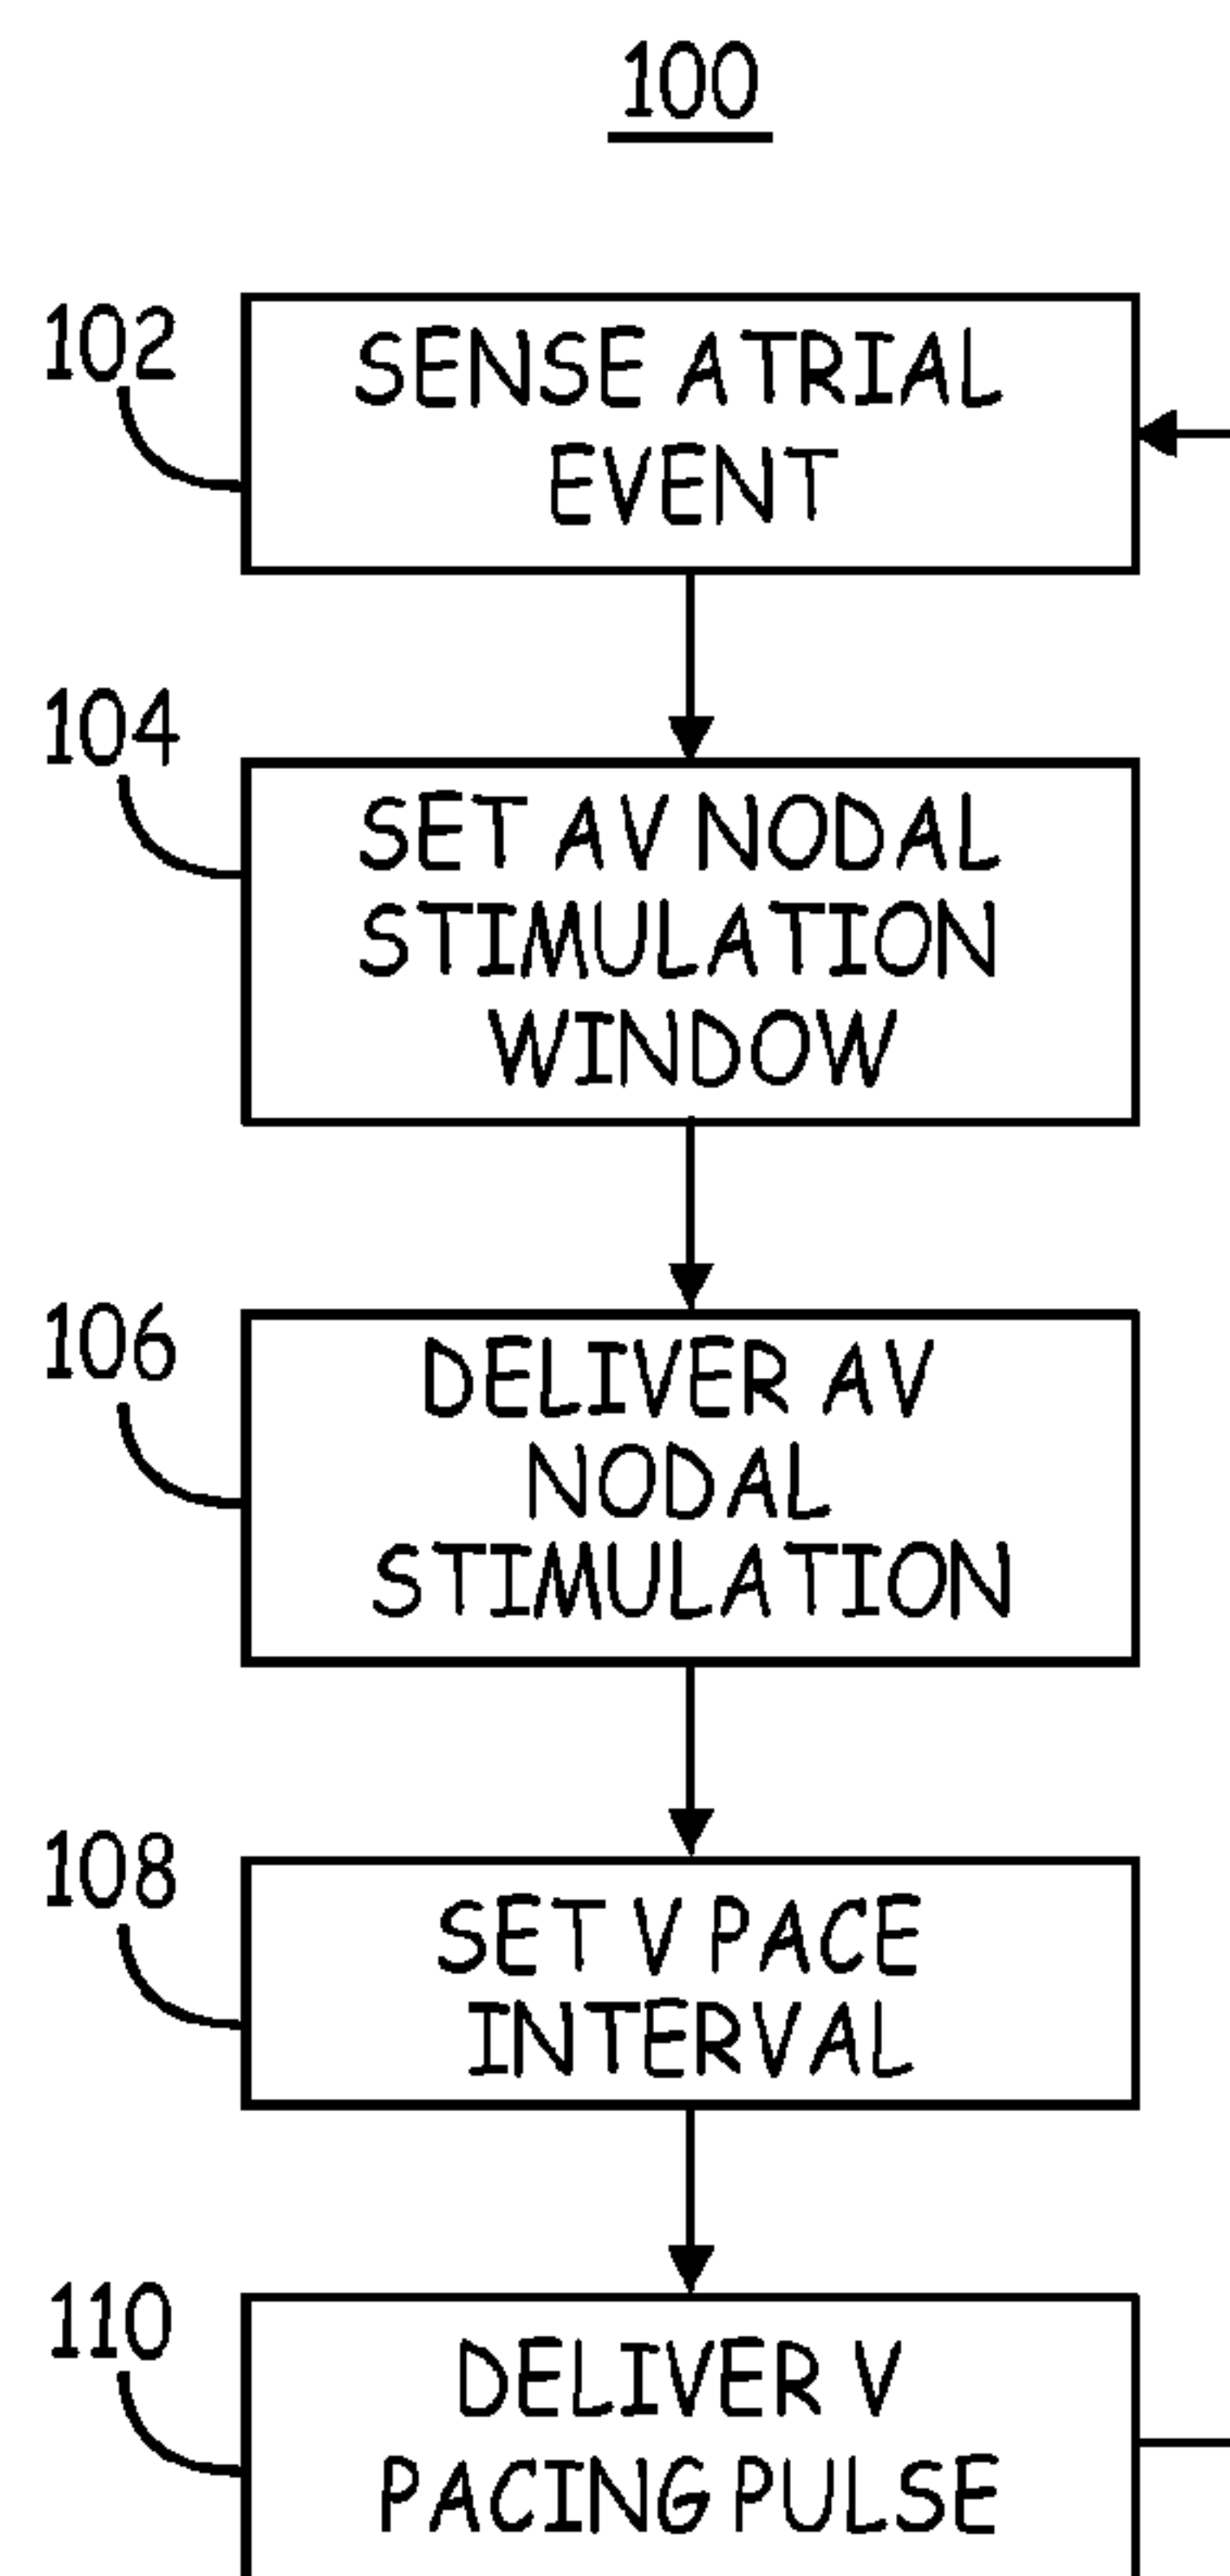 100
102
SENSE ATRIAL
EVENT
104
SET AV NODAL
STIMULATION
WINDOW
106
DELIVER AV
NODAL
STIMULATION
108
SET V PACE
INTERVAL
110
DELIVER V
PACING PULSE